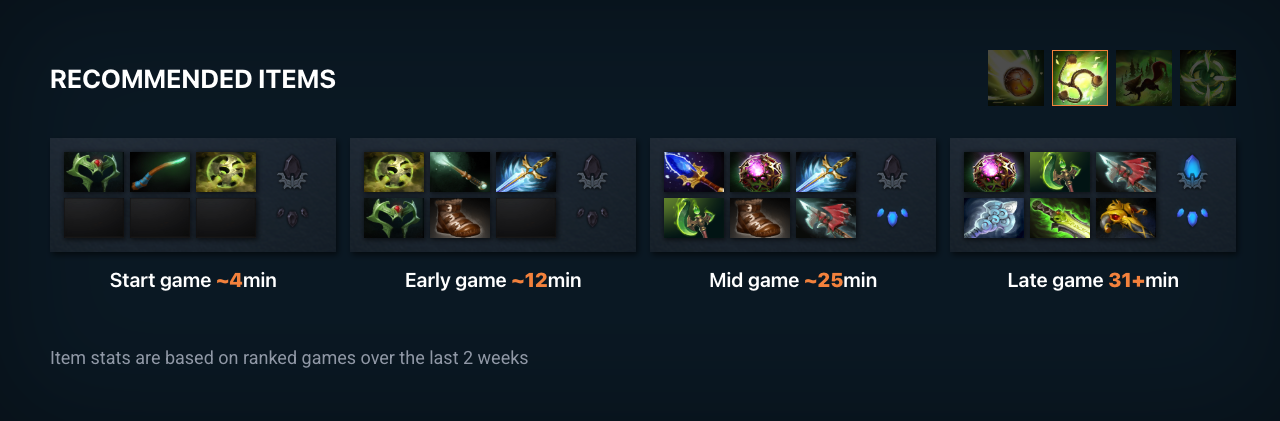 RECOMMENDED ITEMS
Start game ~4min
Early game ~12min
Mid game ~25min
Late game 31+min
Item stats are based on ranked games over the last 2 weeks